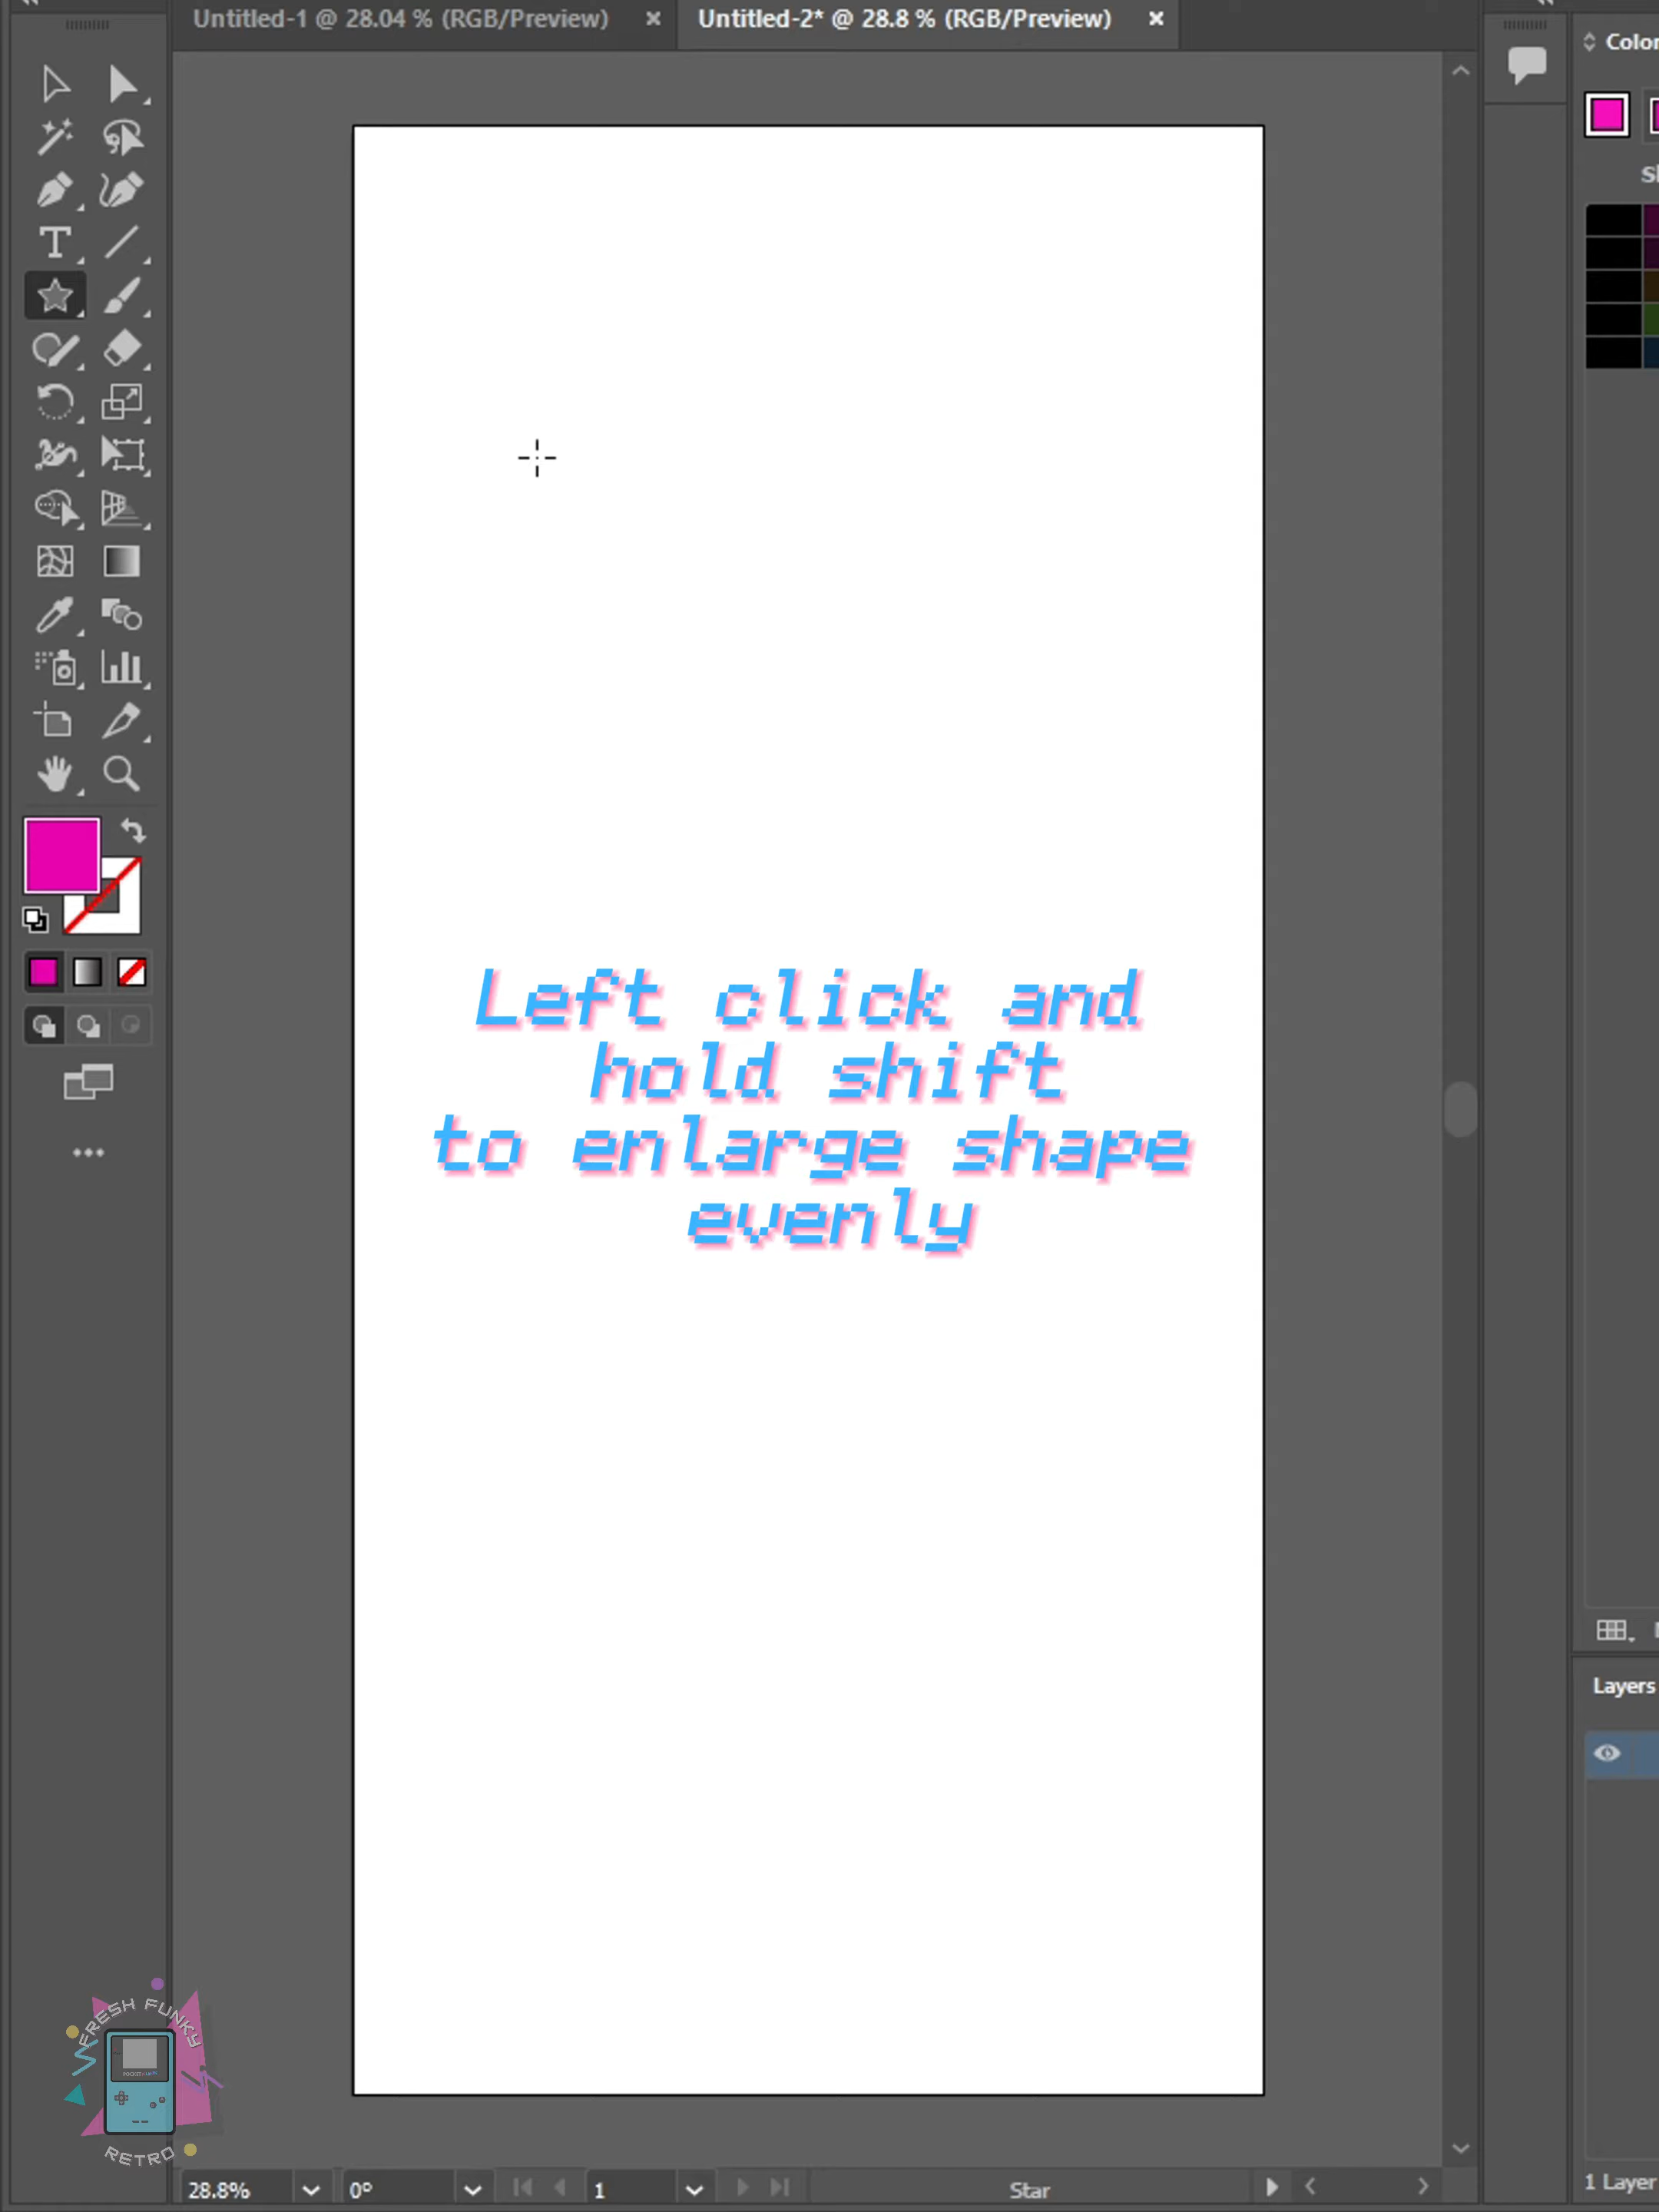 Untitled-1 @ 28.04 % (RGB/Preview)
Untitled-2* @ 28.8 % (RGB/Preview)
Color
Left click and
hold shift
to enlarge shape
evenly
Layers
FRESH FUNKY
RETRO
28.8%
0°
1
Star
1 Layer